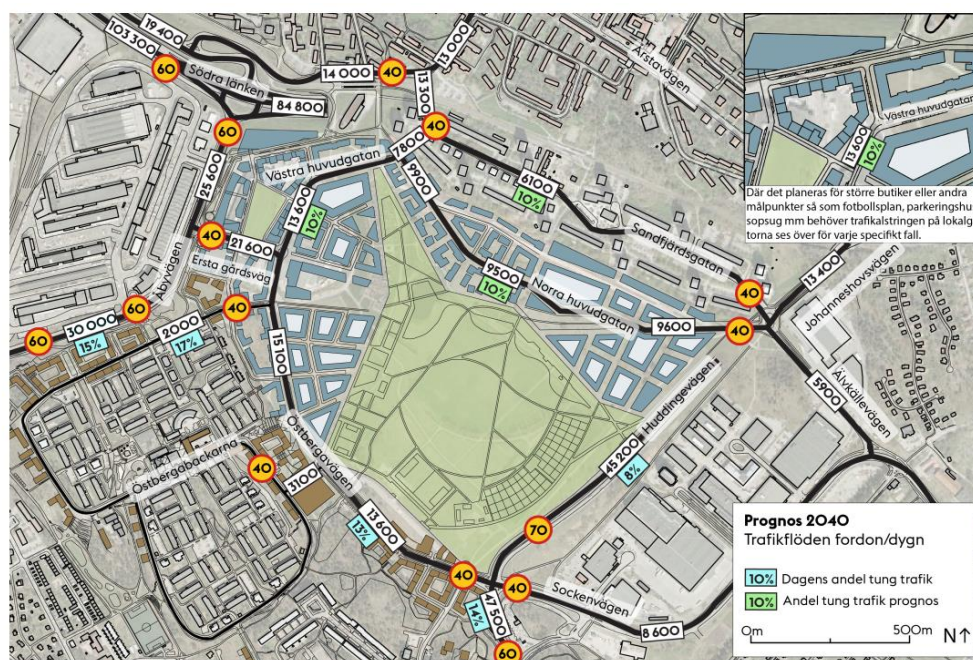 103 300
19 400
60
Södra länken
14 000
40
13 000
13 300
84 800
60
40
Årstavägen
7800
Västra huvudgatan
25 600
9900
6100
10%
13 600
10%
Sandfjärdsgatan
40
21 600
Ersta gårdsväg
Åbyvägen
9500
10%
Norra huvudgatan
40
13 400
Johanneshovsvägen
60
30 000
15%
60
2000
17%
40
15 100
9600
40
Huddingevägen
5900
Älvkällevägen
Östbergabackarna
40
3100
Östbergavägen
45 200
8%
13 600
13%
70
40
40
Sockenvägen
47 500
14%
60
8 600
Västra huvudgatan
13 600
10%
Där det planeras för större butiker eller andra
målpunkter så som fotbollsplan, parkeringshu
sopsug mm behöver trafikalstringen på lokalga
torna ses över för varje specifikt fall.
Prognos 2040
Trafikflöden fordon/dygn
10% Dagens andel tung trafik
10% Andel tung trafik prognos
0m 500m N↑